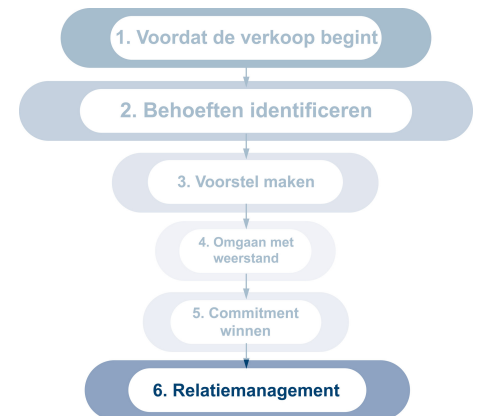 1. Voordat de verkoop begint
2. Behoeften identificeren
3. Voorstel maken
4. Omgaan met
weerstand
5. Commitment
winnen
6. Relatiemanagement